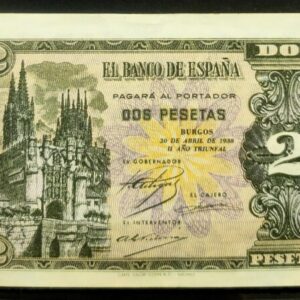 DO
EL BANCO DE ESPAÑA
PAGARÁ AL PORTADOR
DOS PESETAS
BURGOS
30 DE ABRIL DE 1938
II AÑO TRIUNFAL
EL GOBERNADOR
EL CAJERO
EL INTERVENTOR
2
PESE